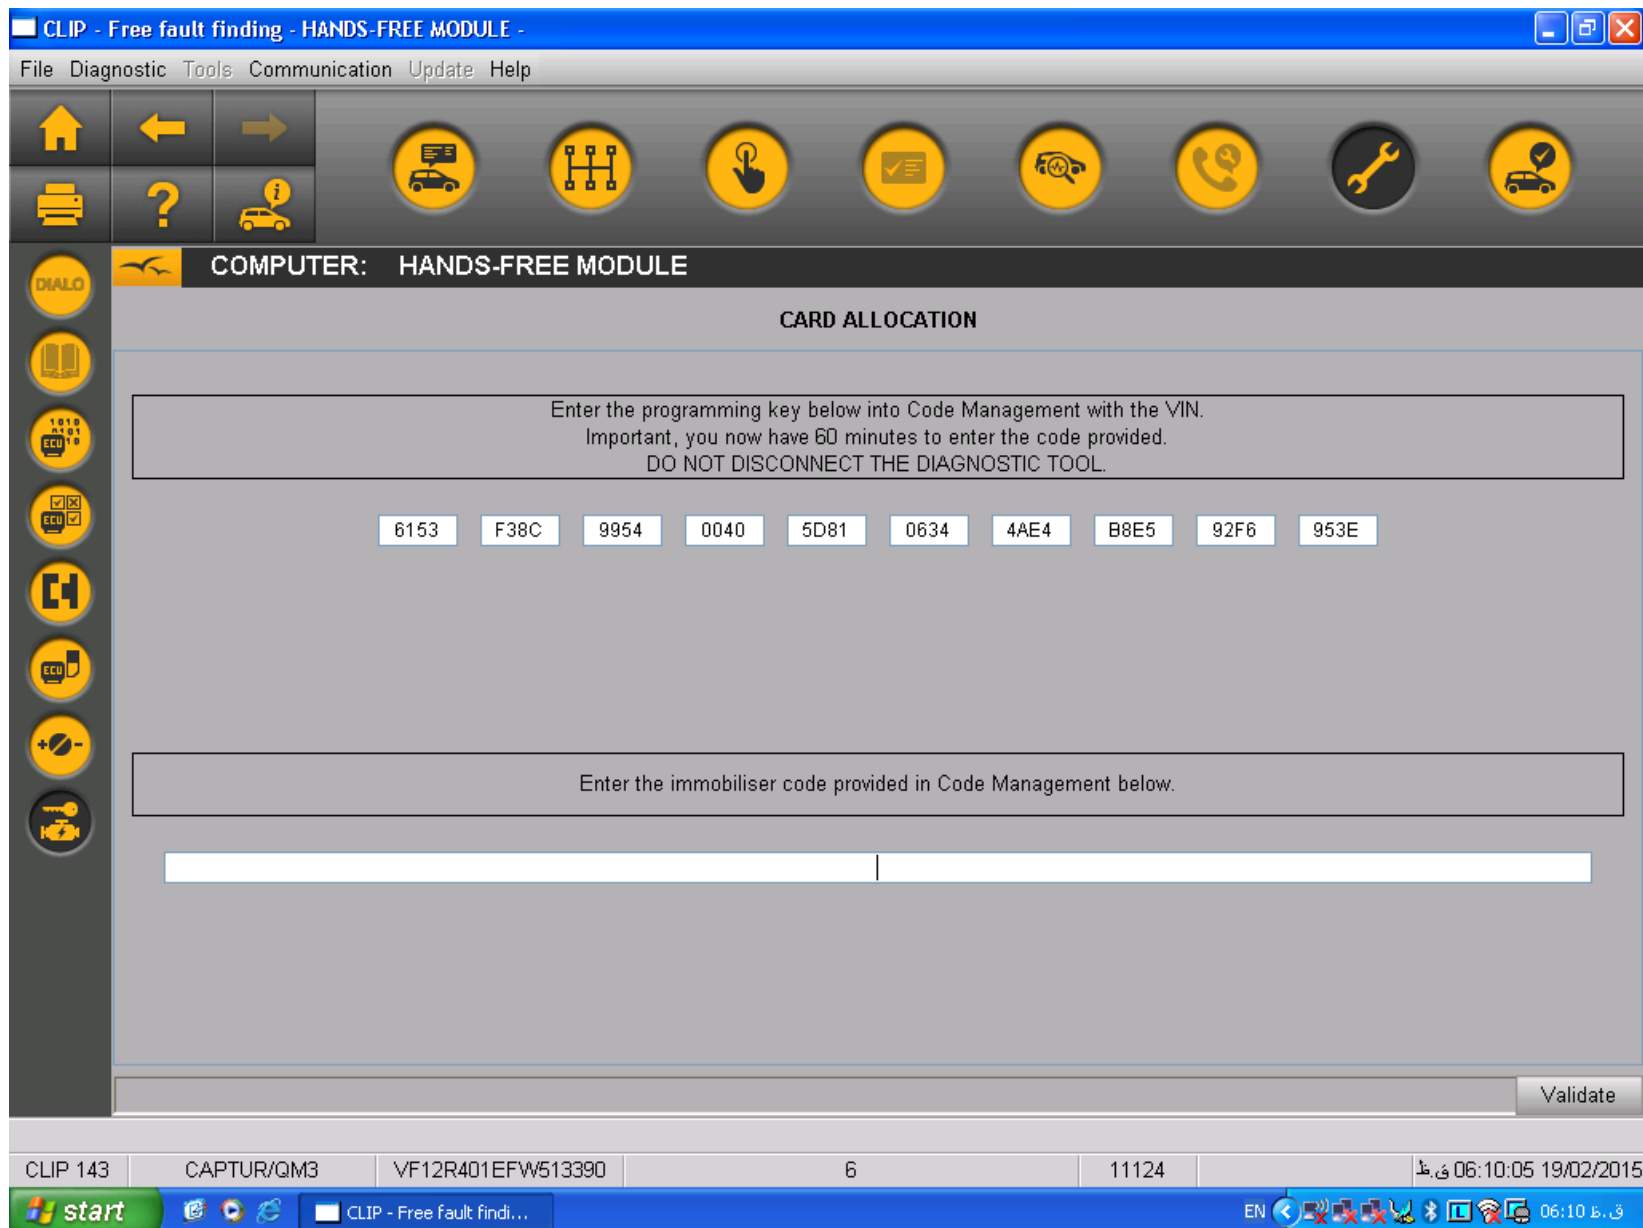 CLIP - Free fault finding - HANDS-FREE MODULE -
File Diagnostic Tools Communication Update Help
?
i
DIALO
COMPUTER: HANDS-FREE MODULE
CARD ALLOCATION
Enter the programming key below into Code Management with the VIN.
Important, you now have 60 minutes to enter the code provided.
DO NOT DISCONNECT THE DIAGNOSTIC TOOL.
ECU
6153 F38C 9954 0040 5D81 0634 4AE4 B8E5 92F6 953E
ECU
ECU
Enter the immobiliser code provided in Code Management below.
Validate
CLIP 143 CAPTUR/QM3 VF12R401EFW513390 6 11124 ق.ظ 06:10:05 19/02/2015
start CLIP - Free fault findi... EN L 06:10 ق.ظ